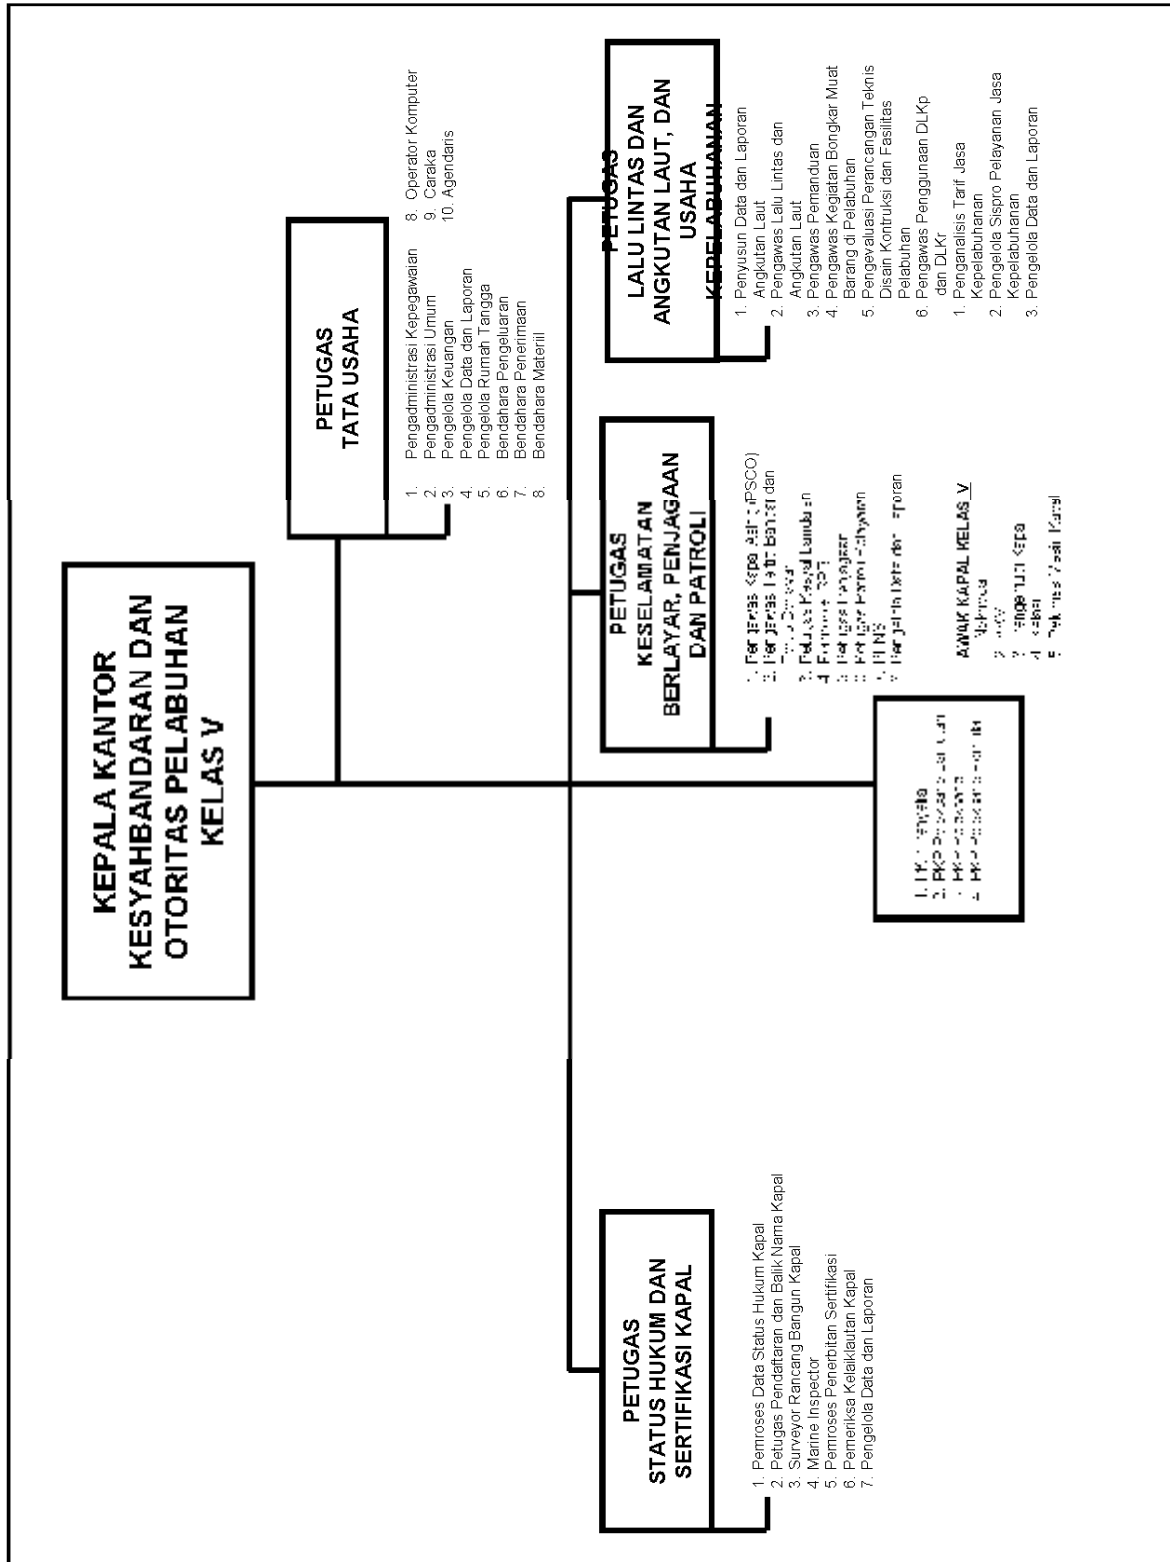 KEPALA KANTOR
KESYAHBANDARAN DAN
OTORITAS PELABUHAN
KELAS V
PETUGAS
TATA USAHA
1. Pengadministrasi Kepegawaian
2. Pengadministrasi Umum
3. Pengelola Keuangan
4. Pengelola Data dan Laporan
5. Pengelola Rumah Tangga
6. Bendahara Pengeluaran
7. Bendahara Penerimaan
8. Bendahara Materiil
8. Operator Komputer
9. Caraka
10. Agendaris
PETUGAS
STATUS HUKUM DAN
SERTIFIKASI KAPAL
1. Pemroses Data Status Hukum Kapal
2. Petugas Pendaftaran dan Balik Nama Kapal
3. Surveyor Rancang Bangun Kapal
4. Marine Inspector
5. Pemroses Penerbitan Sertifikasi
6. Pemeriksa Kelaiklautan Kapal
7. Pengelola Data dan Laporan
PETUGAS
KESELAMATAN
BERLAYAR, PENJAGAAN
DAN PATROLI
(PSCO)
AWAK KAPAL KELAS V
PETUGAS
LALU LINTAS DAN
ANGKUTAN LAUT, DAN
USAHA
KEPELABUHANAN
1. Penyusun Data dan Laporan
Angkutan Laut
2. Pengawas Lalu Lintas dan
Angkutan Laut
3. Pengawas Pemanduan
4. Pengawas Kegiatan Bongkar Muat
Barang di Pelabuhan
5. Pengevaluasi Perancangan Teknis
Disain Kontruksi dan Fasilitas
Pelabuhan
6. Pengawas Penggunaan DLKp
dan DLKr
1. Penganalisis Tarif Jasa
Kepelabuhanan
2. Pengelola Sispro Pelayanan Jasa
Kepelabuhanan
3. Pengelola Data dan Laporan